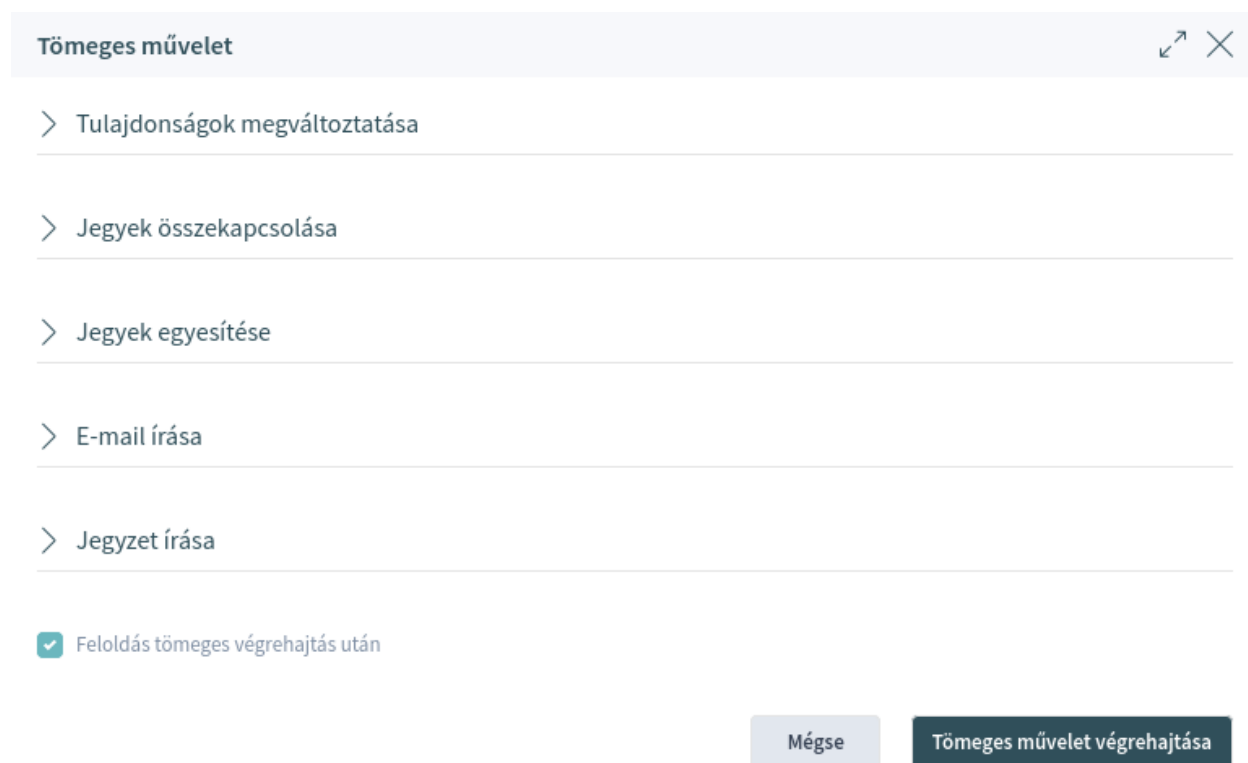 Tömeges művelet
Tulajdonságok megváltoztatása
Jegyek összekapcsolása
Jegyek egyesítése
E-mail írása
Jegyzet írása
Feloldás tömeges végrehajtás után
Mégse
Tömeges művelet végrehajtása